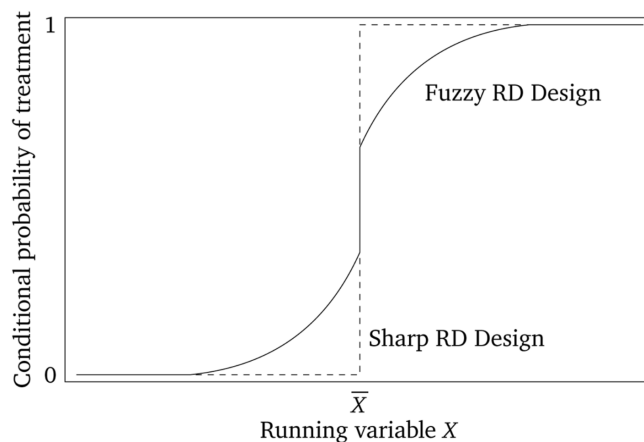 1
Conditional probability of treatment
Fuzzy RD Design
Sharp RD Design
0
X̅
Running variable X